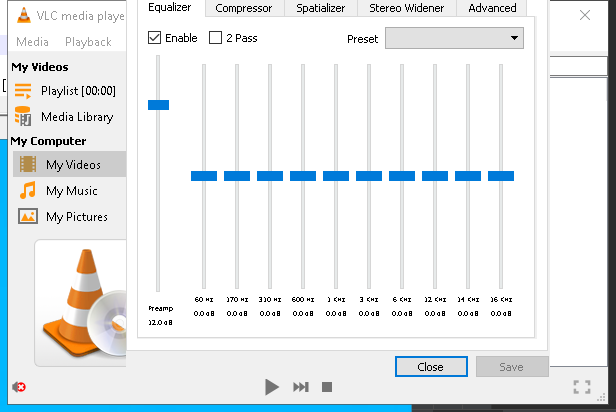 VLC media playe
Media Playback
My Videos
Playlist [00:00]
Media Library
My Computer
My Videos
My Music
My Pictures
Equalizer Compressor Spatializer Stereo Widener Advanced
Enable 2 Pass Preset
60 Hz 170 Hz 310 Hz 600 Hz 1 KHz 3 KHz 6 KHz 12 KHz 14 KHz 16 KHz
Preamp 0.0 dB 0.0 dB 0.0 dB 0.0 dB 0.0 dB 0.0 dB 0.0 dB 0.0 dB 0.0 dB 0.0 dB
12.0 dB
Close Save